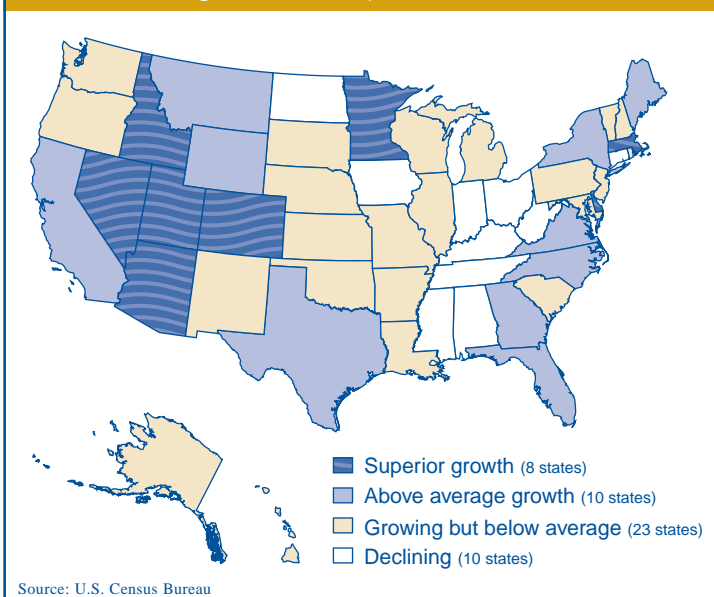 Superior growth (8 states)
Above average growth (10 states)
Growing but below average (23 states)
Declining (10 states)
Source: U.S. Census Bureau